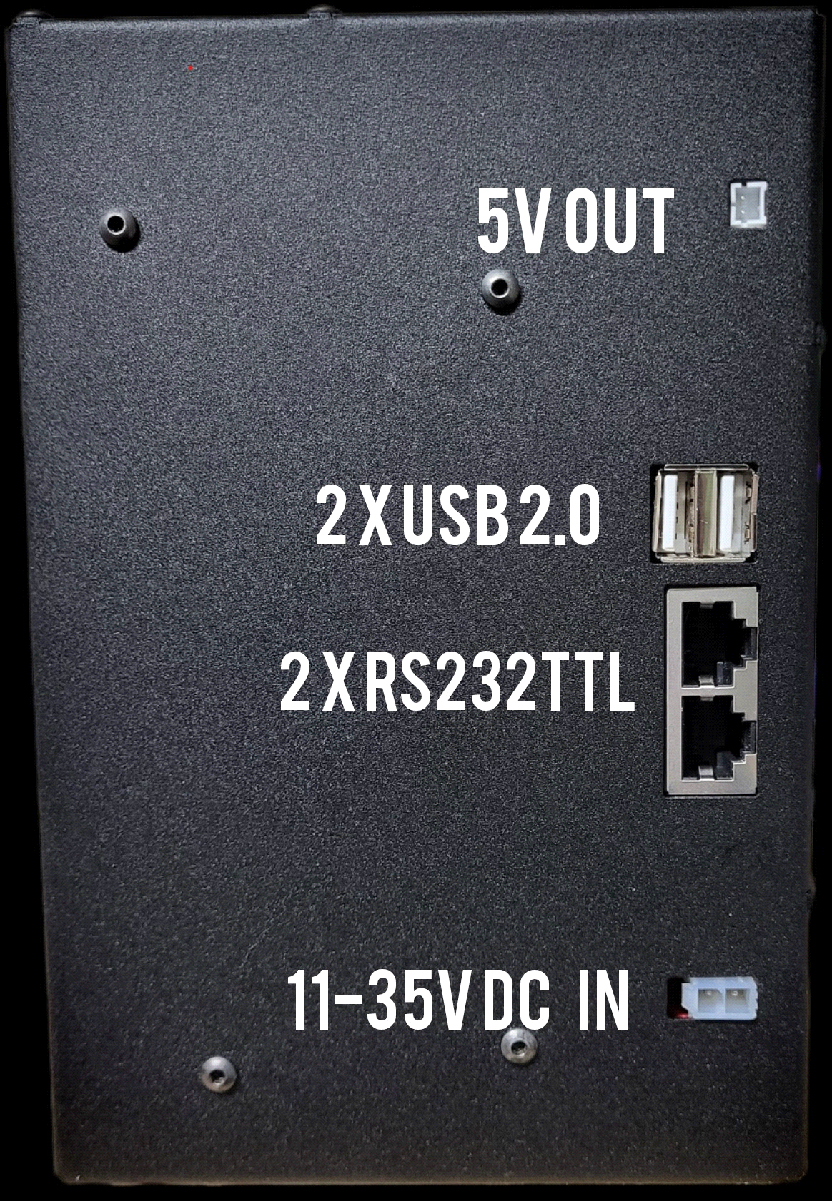 5V OUT
2 X USB 2.0
2 X RS232TTL
11-35V DC IN